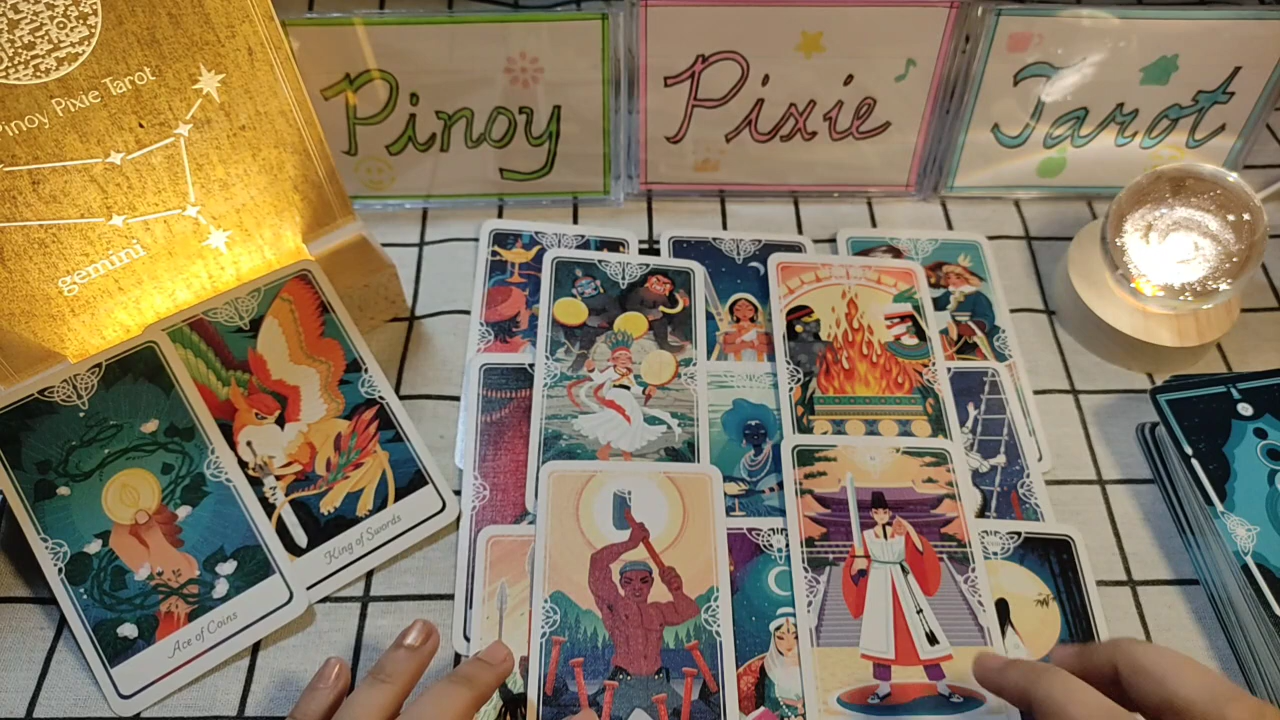 Pinoy
Pixie
Tarot
Pinoy Pixie Tarot
gemini
Ace of Coins
King of Swords